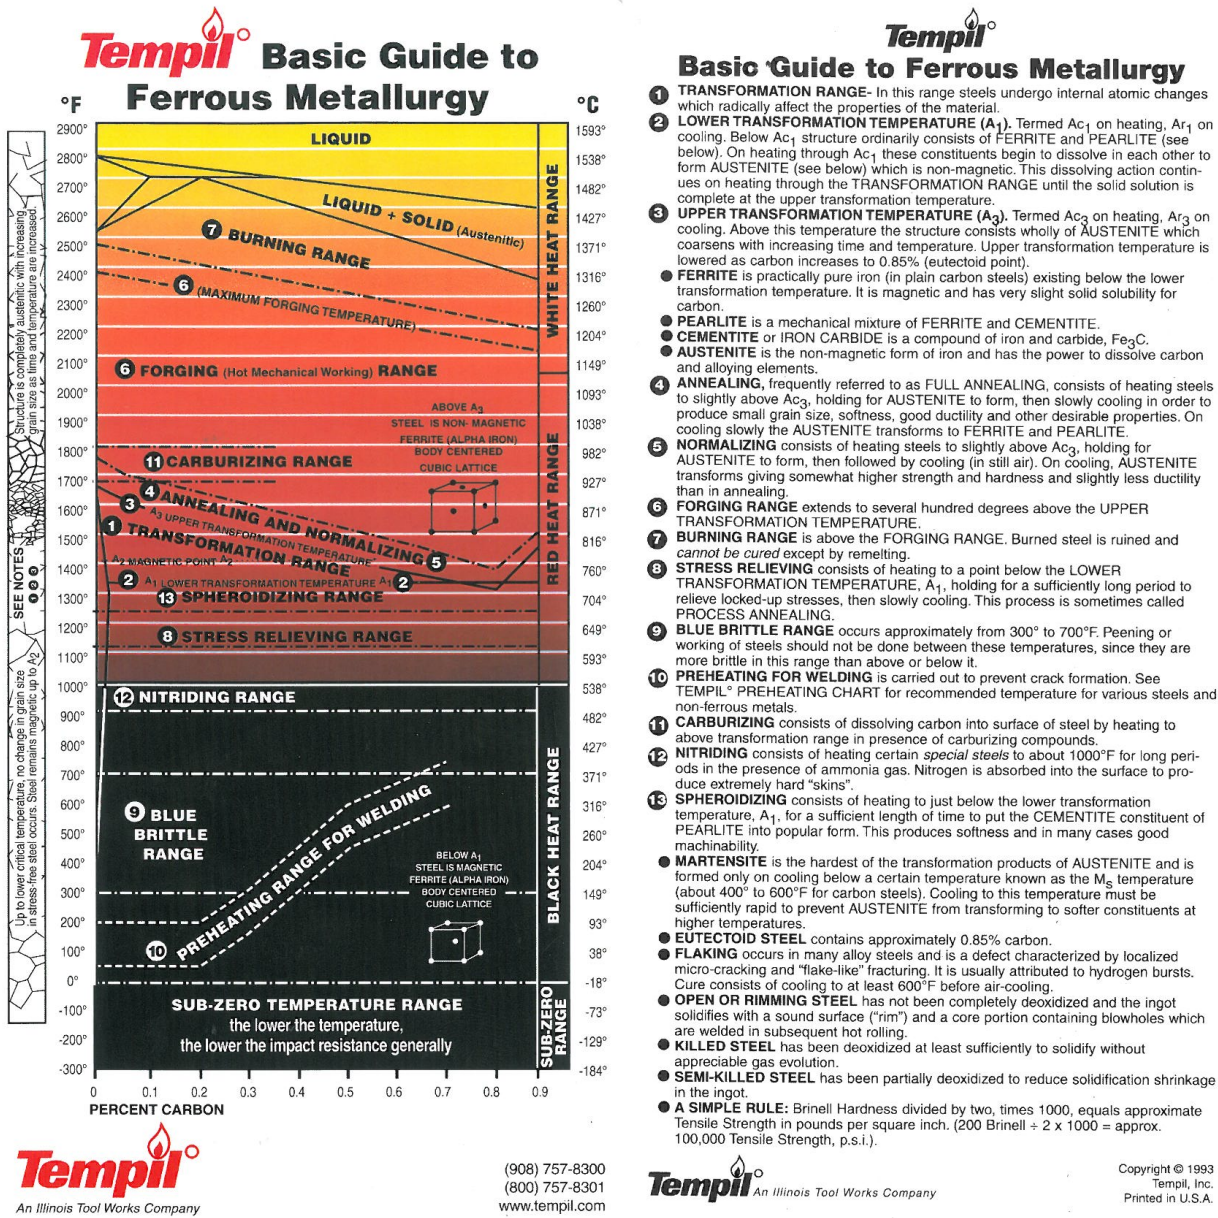 Tempil°
Basic Guide to
Ferrous Metallurgy
°F
°C
2900°
2800°
2700°
2600°
2500°
2400°
2300°
2200°
2100°
2000°
1900°
1800°
1700°
1600°
1500°
1400°
1300°
1200°
1100°
1000°
900°
800°
700°
600°
500°
400°
300°
200°
100°
0°
-100°
-200°
-300°
1593°
1538°
1482°
1427°
1371°
1316°
1260°
1204°
1149°
1093°
1038°
982°
927°
871°
816°
760°
704°
649°
593°
538°
482°
427°
371°
316°
260°
204°
149°
93°
38°
-18°
-73°
-129°
-184°
Structure is completely austenitic with increasing
grain size as time and temperature are increased.
SEE NOTES
1 2 3
Up to lower critical temperature, no change in grain size
in stress-free steel occurs. Steel remains magnetic up to A2
LIQUID
LIQUID + SOLID (Austenitic)
7 BURNING RANGE
6 (MAXIMUM FORGING TEMPERATURE)
6 FORGING (Hot Mechanical Working) RANGE
ABOVE A3
STEEL IS NON- MAGNETIC
FERRITE (ALPHA IRON)
BODY CENTERED
CUBIC LATTICE
11 CARBURIZING RANGE
4 ANNEALING AND NORMALIZING 5
3 A3 UPPER TRANSFORMATION TEMPERATURE
1 TRANSFORMATION RANGE
A2 MAGNETIC POINT A2
2 A1 LOWER TRANSFORMATION TEMPERATURE A1 2
13 SPHEROIDIZING RANGE
8 STRESS RELIEVING RANGE
12 NITRIDING RANGE
9 BLUE
BRITTLE
RANGE
PREHEATING RANGE FOR WELDING
10
BELOW A1
STEEL IS MAGNETIC
FERRITE (ALPHA IRON)
BODY CENTERED
CUBIC LATTICE
SUB-ZERO TEMPERATURE RANGE
the lower the temperature,
the lower the impact resistance generally
WHITE HEAT RANGE
RED HEAT RANGE
BLACK HEAT RANGE
SUB-ZERO
RANGE
0 0.1 0.2 0.3 0.4 0.5 0.6 0.7 0.8 0.9
PERCENT CARBON
Tempil°
An Illinois Tool Works Company
(908) 757-8300
(800) 757-8301
www.tempil.com
Tempil°
Basic Guide to Ferrous Metallurgy
1 TRANSFORMATION RANGE- In this range steels undergo internal atomic changes
which radically affect the properties of the material.
2 LOWER TRANSFORMATION TEMPERATURE (A1). Termed Ac1 on heating, Ar1 on
cooling. Below Ac1 structure ordinarily consists of FERRITE and PEARLITE (see
below). On heating through Ac1 these constituents begin to dissolve in each other to
form AUSTENITE (see below) which is non-magnetic. This dissolving action contin-
ues on heating through the TRANSFORMATION RANGE until the solid solution is
complete at the upper transformation temperature.
3 UPPER TRANSFORMATION TEMPERATURE (A3). Termed Ac3 on heating, Ar3 on
cooling. Above this temperature the structure consists wholly of AUSTENITE which
coarsens with increasing time and temperature. Upper transformation temperature is
lowered as carbon increases to 0.85% (eutectoid point).
● FERRITE is practically pure iron (in plain carbon steels) existing below the lower
transformation temperature. It is magnetic and has very slight solid solubility for
carbon.
● PEARLITE is a mechanical mixture of FERRITE and CEMENTITE.
● CEMENTITE or IRON CARBIDE is a compound of iron and carbide, Fe3C.
● AUSTENITE is the non-magnetic form of iron and has the power to dissolve carbon
and alloying elements.
4 ANNEALING, frequently referred to as FULL ANNEALING, consists of heating steels
to slightly above Ac3, holding for AUSTENITE to form, then slowly cooling in order to
produce small grain size, softness, good ductility and other desirable properties. On
cooling slowly the AUSTENITE transforms to FERRITE and PEARLITE.
5 NORMALIZING consists of heating steels to slightly above Ac3, holding for
AUSTENITE to form, then followed by cooling (in still air). On cooling, AUSTENITE
transforms giving somewhat higher strength and hardness and slightly less ductility
than in annealing.
6 FORGING RANGE extends to several hundred degrees above the UPPER
TRANSFORMATION TEMPERATURE.
7 BURNING RANGE is above the FORGING RANGE. Burned steel is ruined and
cannot be cured except by remelting.
8 STRESS RELIEVING consists of heating to a point below the LOWER
TRANSFORMATION TEMPERATURE, A1, holding for a sufficiently long period to
relieve locked-up stresses, then slowly cooling. This process is sometimes called
PROCESS ANNEALING.
9 BLUE BRITTLE RANGE occurs approximately from 300° to 700°F. Peening or
working of steels should not be done between these temperatures, since they are
more brittle in this range than above or below it.
10 PREHEATING FOR WELDING is carried out to prevent crack formation. See
TEMPIL° PREHEATING CHART for recommended temperature for various steels and
non-ferrous metals.
11 CARBURIZING consists of dissolving carbon into surface of steel by heating to
above transformation range in presence of carburizing compounds.
12 NITRIDING consists of heating certain special steels to about 1000°F for long peri-
ods in the presence of ammonia gas. Nitrogen is absorbed into the surface to pro-
duce extremely hard “skins”.
13 SPHEROIDIZING consists of heating to just below the lower transformation
temperature, A1, for a sufficient length of time to put the CEMENTITE constituent of
PEARLITE into popular form. This produces softness and in many cases good
machinability.
● MARTENSITE is the hardest of the transformation products of AUSTENITE and is
formed only on cooling below a certain temperature known as the Ms temperature
(about 400° to 600°F for carbon steels). Cooling to this temperature must be
sufficiently rapid to prevent AUSTENITE from transforming to softer constituents at
higher temperatures.
● EUTECTOID STEEL contains approximately 0.85% carbon.
● FLAKING occurs in many alloy steels and is a defect characterized by localized
micro-cracking and “flake-like” fracturing. It is usually attributed to hydrogen bursts.
Cure consists of cooling to at least 600°F before air-cooling.
● OPEN OR RIMMING STEEL has not been completely deoxidized and the ingot
solidifies with a sound surface (“rim”) and a core portion containing blowholes which
are welded in subsequent hot rolling.
● KILLED STEEL has been deoxidized at least sufficiently to solidify without
appreciable gas evolution.
● SEMI-KILLED STEEL has been partially deoxidized to reduce solidification shrinkage
in the ingot.
● A SIMPLE RULE: Brinell Hardness divided by two, times 1000, equals approximate
Tensile Strength in pounds per square inch. (200 Brinell ÷ 2 x 1000 = approx.
100,000 Tensile Strength, p.s.i.).
Tempil°
An Illinois Tool Works Company
Copyright © 1993
Tempil, Inc.
Printed in U.S.A.